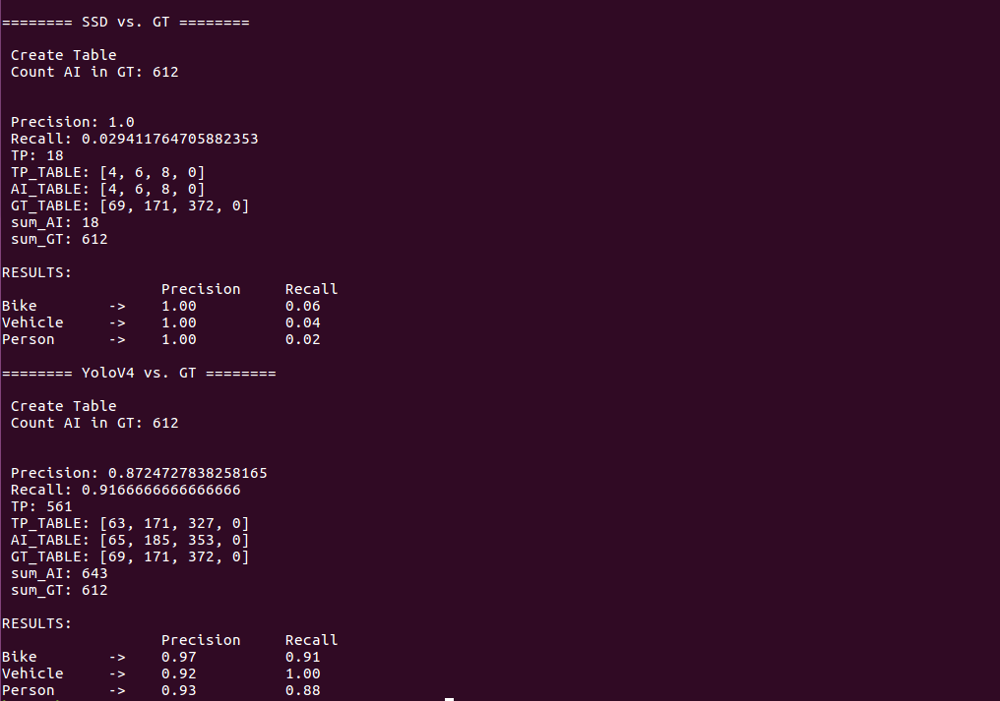 ======== SSD vs. GT ========
Create Table
Count AI in GT: 612
Precision: 1.0
Recall: 0.029411764705882353
TP: 18
TP_TABLE: [4, 6, 8, 0]
AI_TABLE: [4, 6, 8, 0]
GT_TABLE: [69, 171, 372, 0]
sum_AI: 18
sum_GT: 612
RESULTS:
Precision Recall
Bike -> 1.00 0.06
Vehicle -> 1.00 0.04
Person -> 1.00 0.02
======== YoloV4 vs. GT ========
Create Table
Count AI in GT: 612
Precision: 0.8724727838258165
Recall: 0.9166666666666666
TP: 561
TP_TABLE: [63, 171, 327, 0]
AI_TABLE: [65, 185, 353, 0]
GT_TABLE: [69, 171, 372, 0]
sum_AI: 643
sum_GT: 612
RESULTS:
Precision Recall
Bike -> 0.97 0.91
Vehicle -> 0.92 1.00
Person -> 0.93 0.88